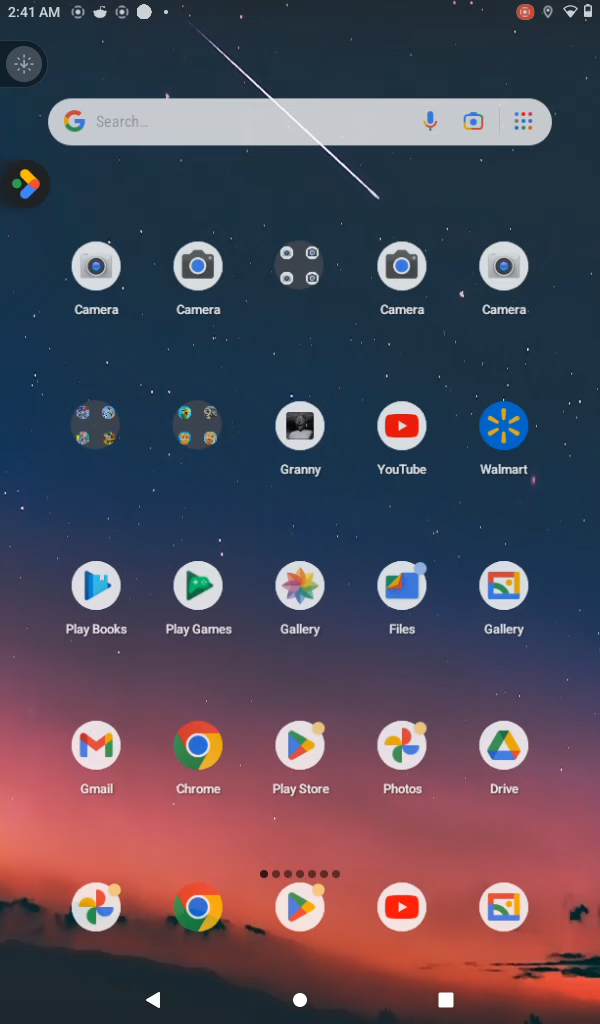 2:41 AM
Search...
Camera
Camera
Camera
Camera
Granny
YouTube
Walmart
Play Books
Play Games
Gallery
Files
Gallery
Gmail
Chrome
Play Store
Photos
Drive